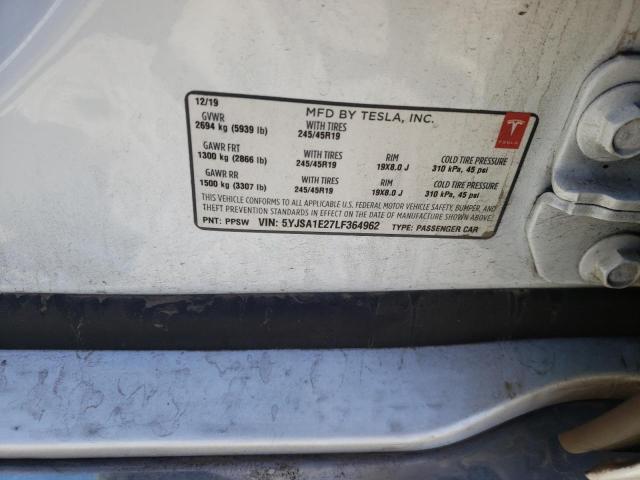 12/19
MFD BY TESLA, INC.
GVWR
2694 kg (5939 lb) WITH TIRES 245/45R19
GAWR FRT WITH TIRES RIM COLD TIRE PRESSURE
1300 kg (2866 lb) 245/45R19 19X8.0 J 310 kPa, 45 psi
GAWR RR WITH TIRES RIM COLD TIRE PRESSURE
1500 kg (3307 lb) 245/45R19 19X8.0 J 310 kPa, 45 psi
THIS VEHICLE CONFORMS TO ALL APPLICABLE U.S. FEDERAL MOTOR VEHICLE SAFETY, BUMPER, AND
THEFT PREVENTION STANDARDS IN EFFECT ON THE DATE OF MANUFACTURE SHOWN ABOVE.
PNT: PPSW VIN: 5YJSA1E27LF364962 TYPE: PASSENGER CAR
TESLA